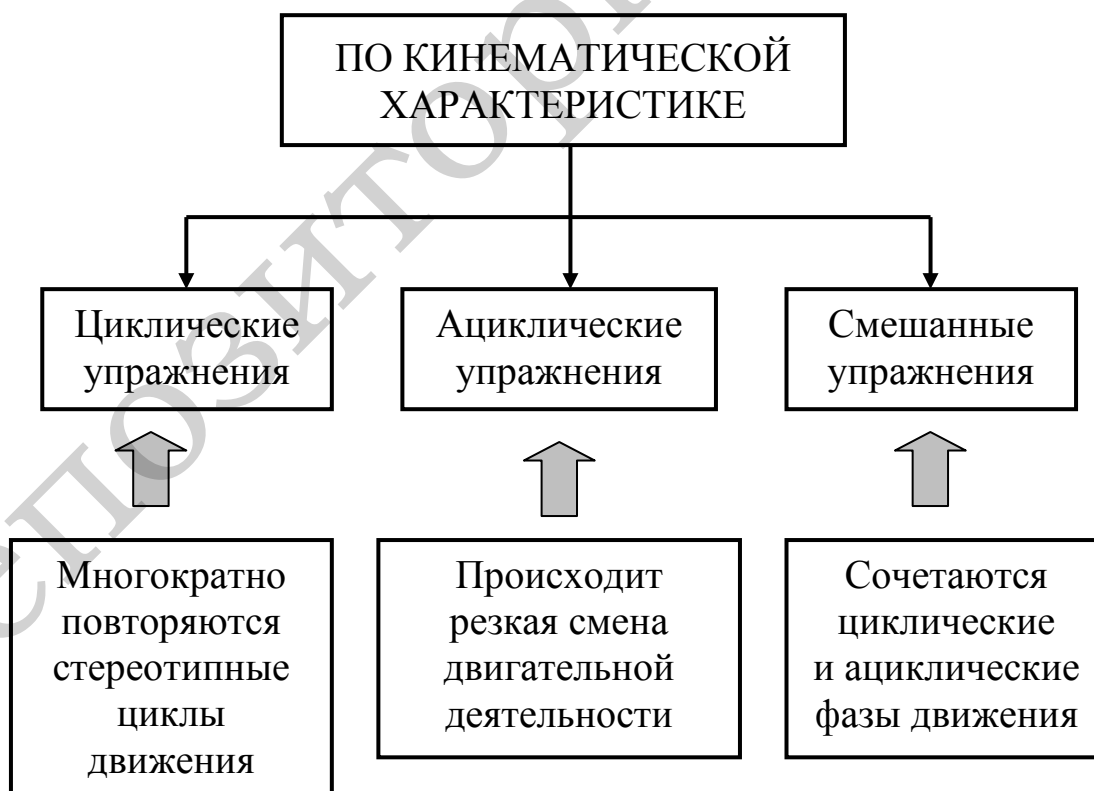 ПО КИНЕМАТИЧЕСКОЙ
ХАРАКТЕРИСТИКЕ
Циклические
упражнения
Ациклические
упражнения
Смешанные
упражнения
Многократно
повторяются
стереотипные
циклы
движения
Происходит
резкая смена
двигательной
деятельности
Сочетаются
циклические
и ациклические
фазы движения